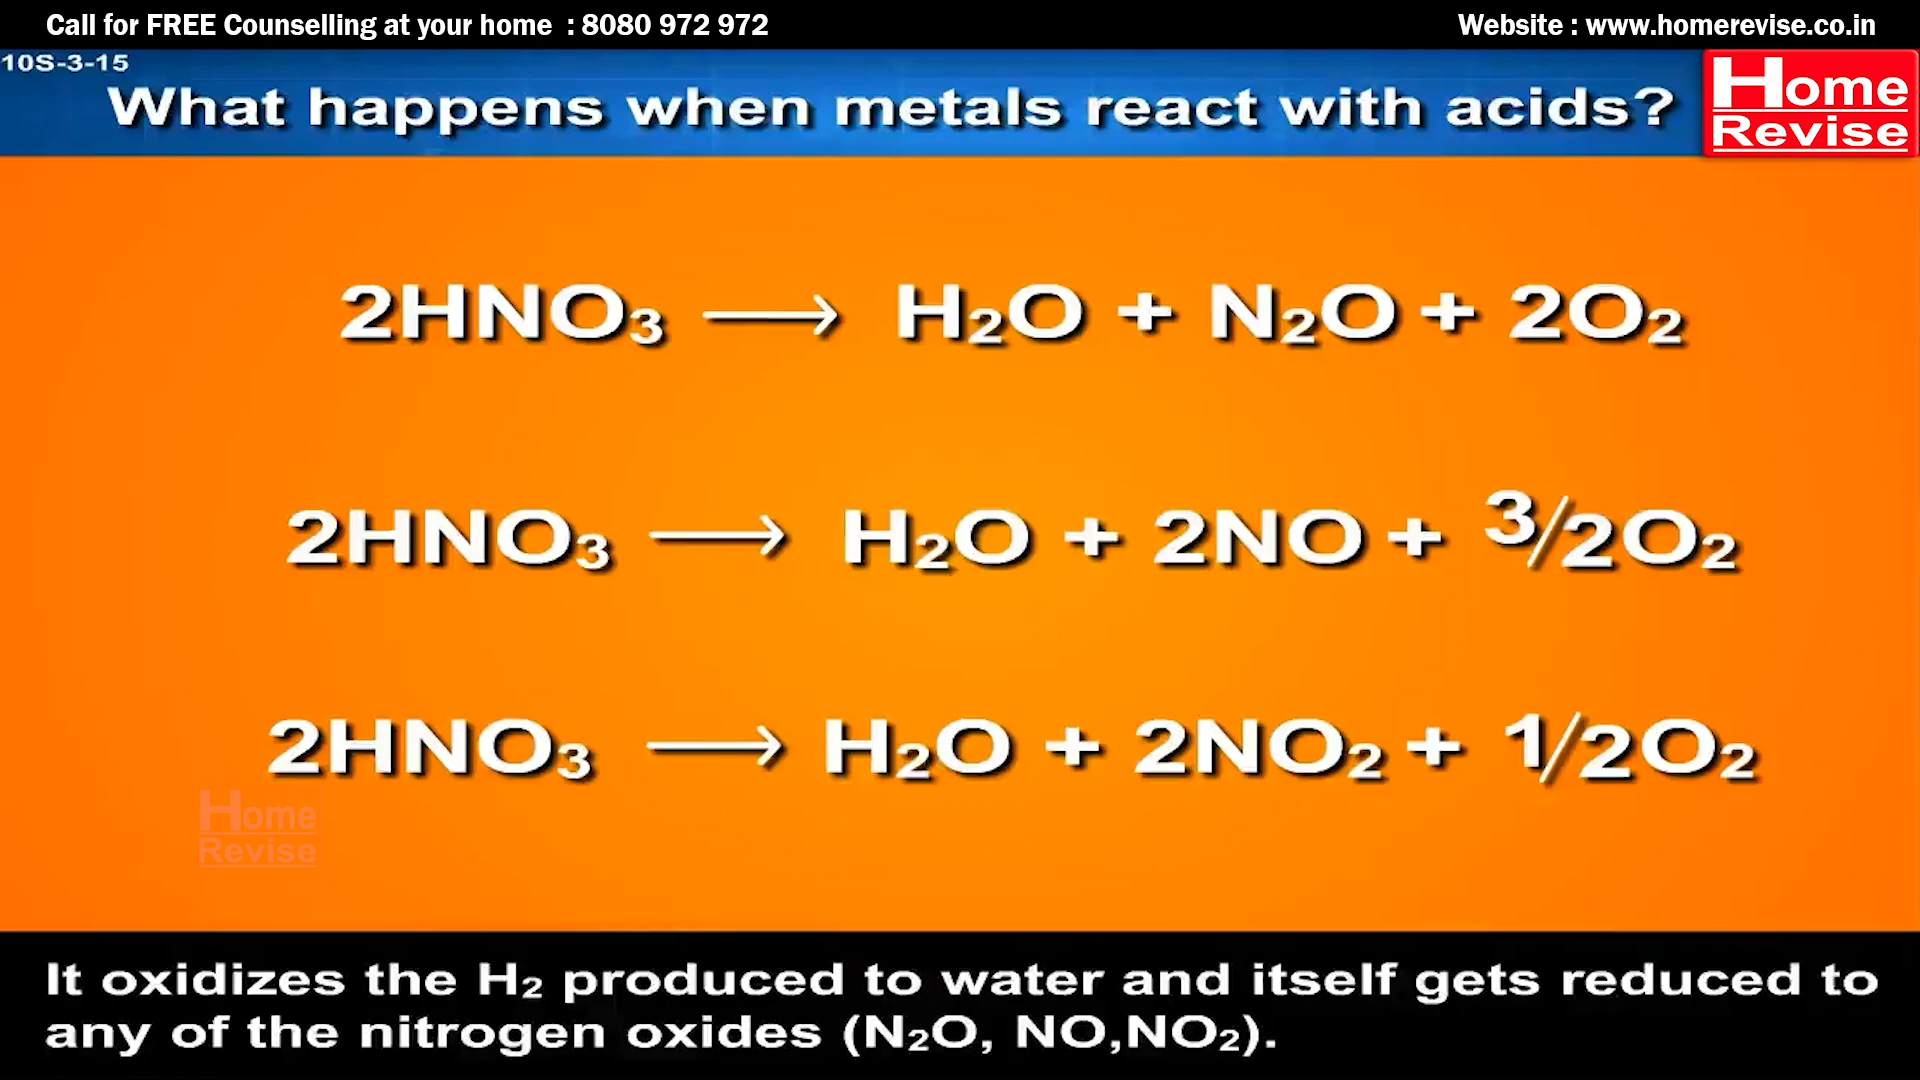 Call for FREE Counselling at your home : 8080 972 972
Website : www.homerevise.co.in
10S-3-15
What happens when metals react with acids?
Home
Revise
2HNO₃ ⟶ H₂O + N₂O + 2O₂
2HNO₃ ⟶ H₂O + 2NO + 3/2O₂
2HNO₃ ⟶ H₂O + 2NO₂ + 1/2O₂
Home
Revise
It oxidizes the H₂ produced to water and itself gets reduced to
any of the nitrogen oxides (N₂O, NO,NO₂).